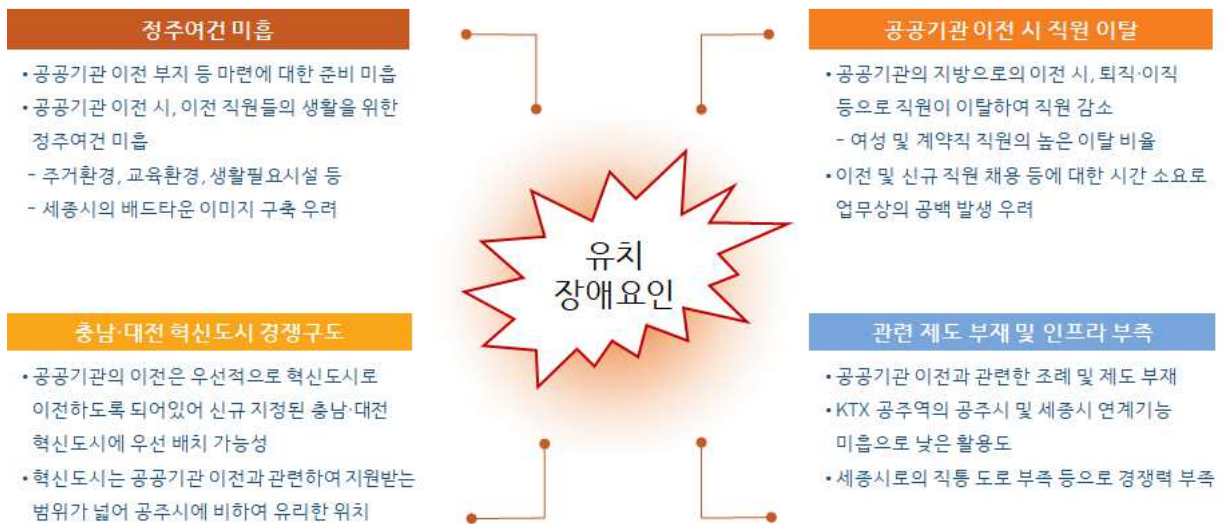 정주여건 미흡
• 공공기관 이전 부지 등 마련에 대한 준비 미흡
• 공공기관 이전 시, 이전 직원들의 생활을 위한
정주여건 미흡
- 주거환경, 교육환경, 생활필요시설 등
- 세종시의 배드타운 이미지 구축 우려
공공기관 이전 시 직원 이탈
• 공공기관의 지방으로의 이전 시, 퇴직·이직
등으로 직원이 이탈하여 직원 감소
- 여성 및 계약직 직원의 높은 이탈 비율
• 이전 및 신규 직원 채용 등에 대한 시간 소요로
업무상의 공백 발생 우려
유치
장애요인
충남·대전 혁신도시 경쟁구도
• 공공기관의 이전은 우선적으로 혁신도시로
이전하도록 되어있어 신규 지정된 충남·대전
혁신도시에 우선 배치 가능성
• 혁신도시는 공공기관 이전과 관련하여 지원받는
범위가 넓어 공주시에 비하여 유리한 위치
관련 제도 부재 및 인프라 부족
• 공공기관 이전과 관련한 조례 및 제도 부재
• KTX 공주역의 공주시 및 세종시 연계기능
미흡으로 낮은 활용도
• 세종시로의 직통 도로 부족 등으로 경쟁력 부족